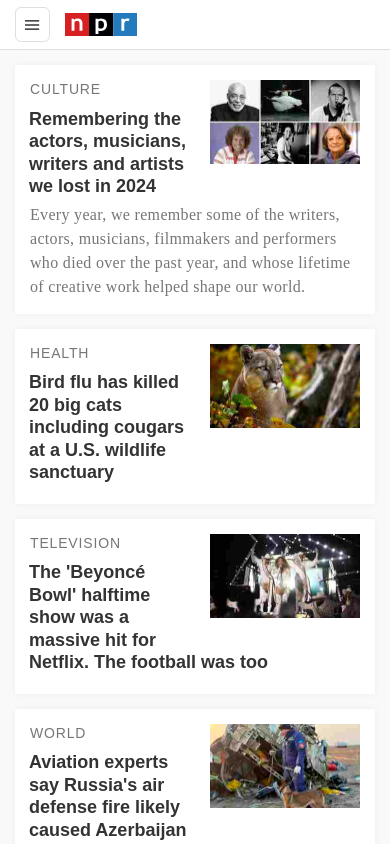 npr
CULTURE
Remembering the
actors, musicians,
writers and artists
we lost in 2024
Every year, we remember some of the writers,
actors, musicians, filmmakers and performers
who died over the past year, and whose lifetime
of creative work helped shape our world.
HEALTH
Bird flu has killed
20 big cats
including cougars
at a U.S. wildlife
sanctuary
TELEVISION
The 'Beyoncé
Bowl' halftime
show was a
massive hit for
Netflix. The football was too
WORLD
Aviation experts
say Russia's air
defense fire likely
caused Azerbaijan